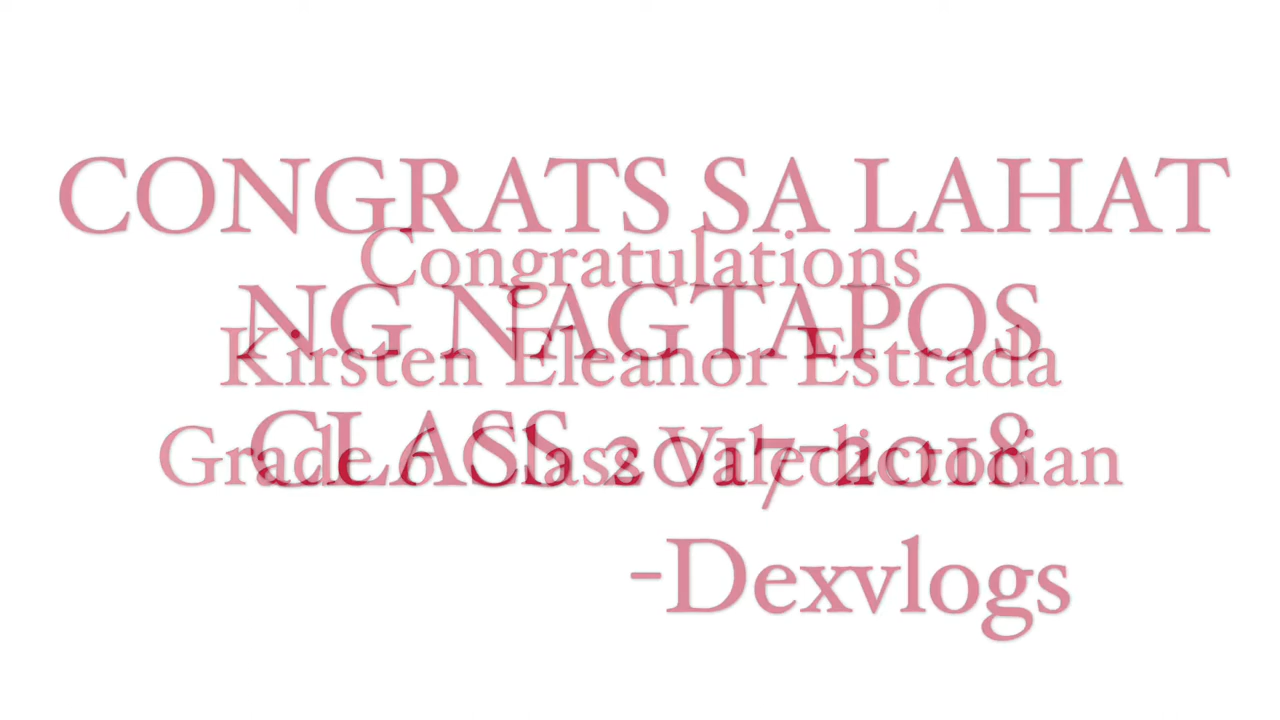 CONGRATS SA LAHAT
Congratulations
NG NAGTAPOS
Kirsten Eleanor Estrada
CLASS 2017-2018
Grade 6 Class Valedictorian
-Dexvlogs